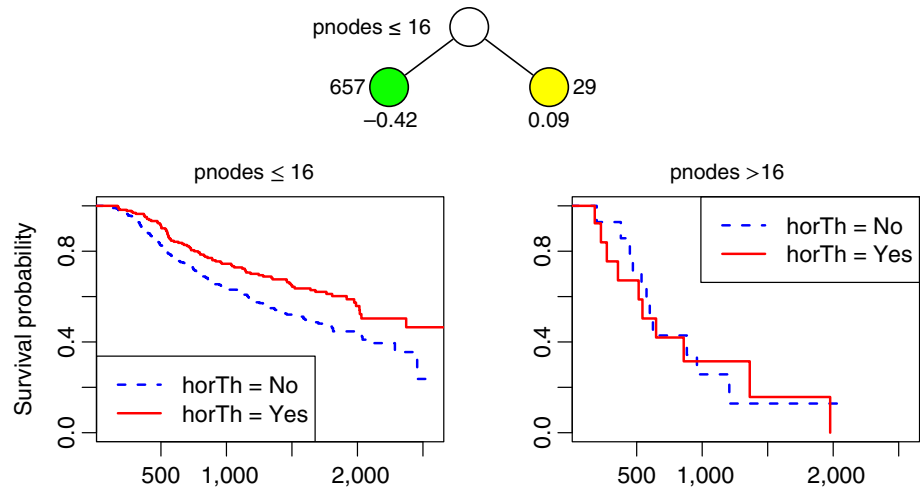 pnodes ≤ 16
657
29
−0.42
0.09
pnodes ≤ 16
pnodes >16
Survival probability
0.8
0.4
0.0
horTh = No
horTh = Yes
500
1,000
2,000
0.8
0.4
0.0
horTh = No
horTh = Yes
500
1,000
2,000